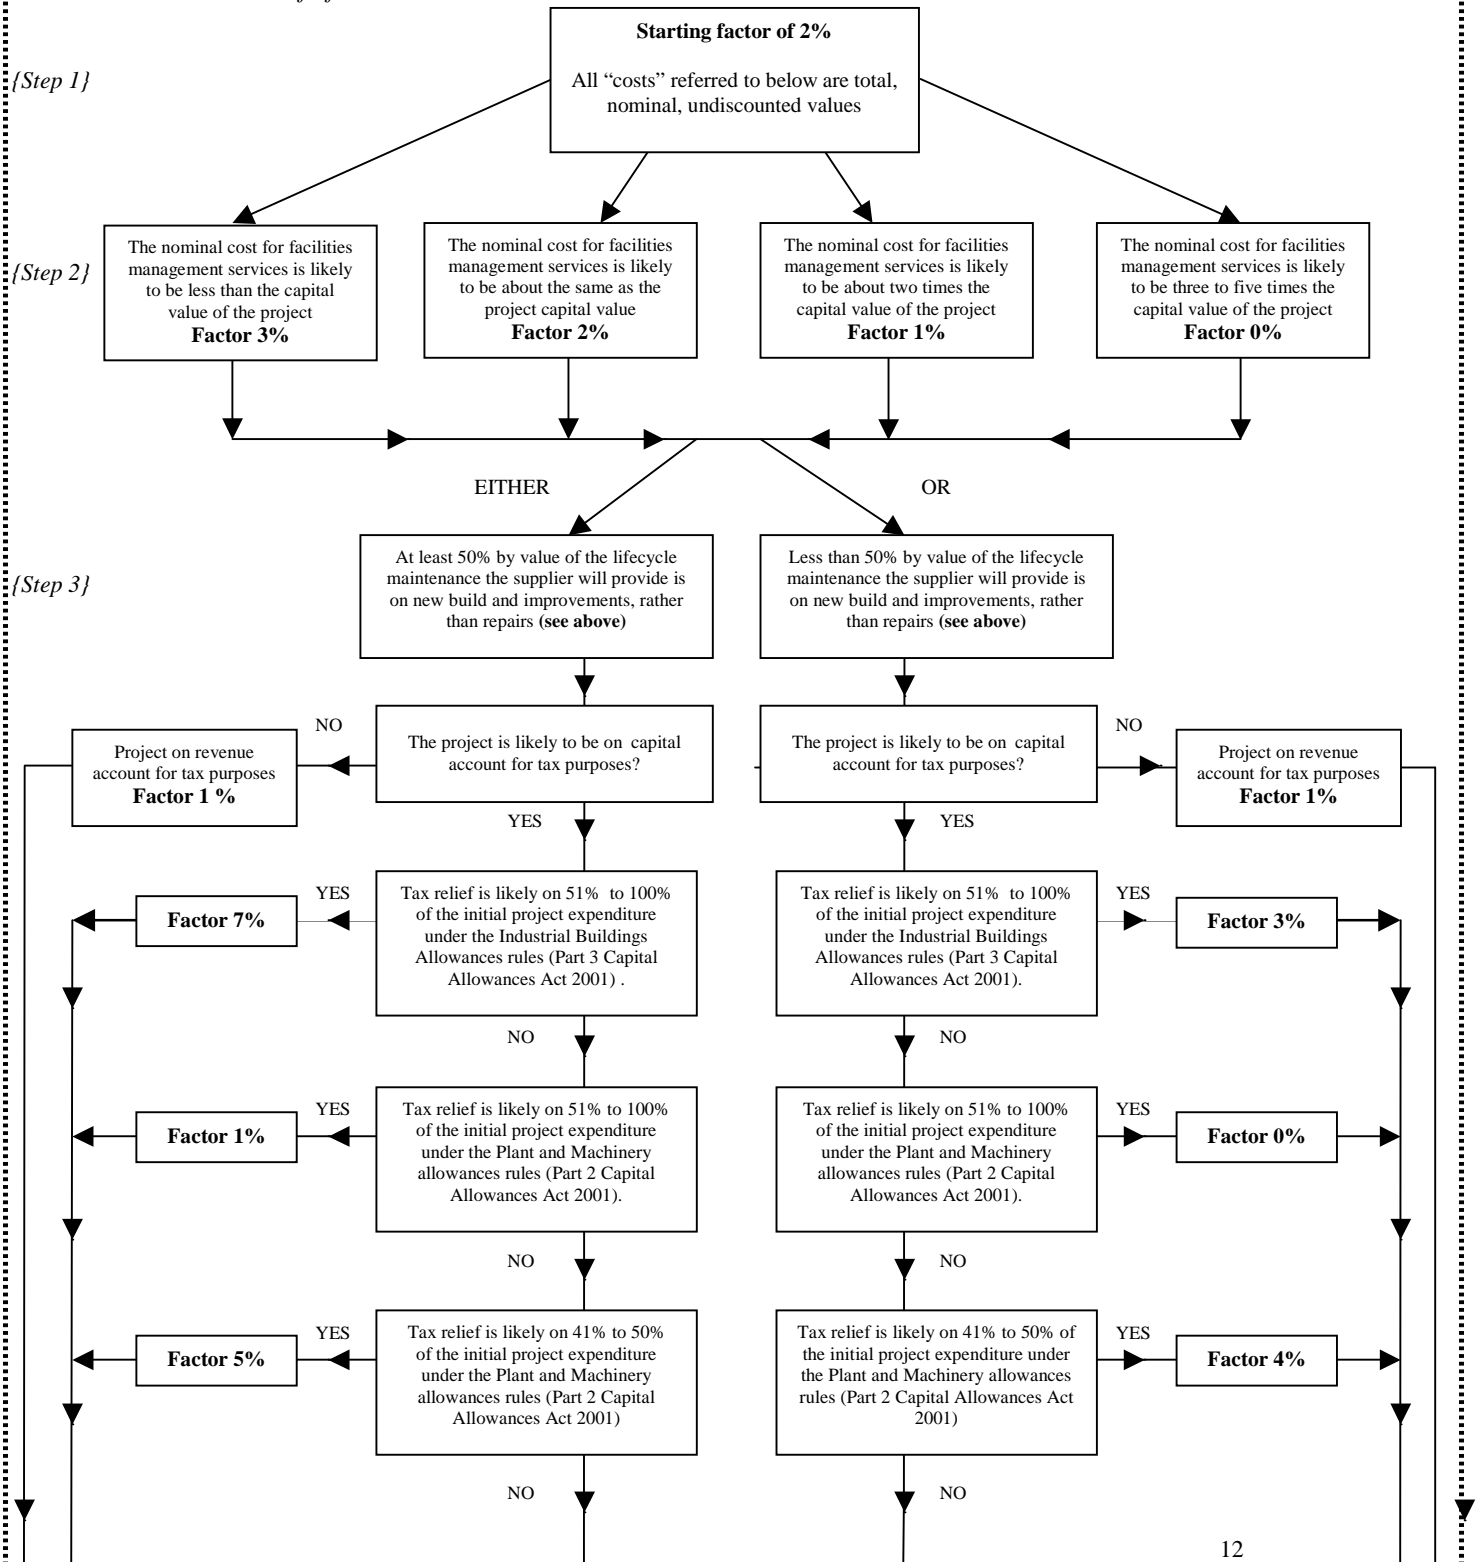 Starting factor of 2%
{Step 1}
All “costs” referred to below are total,
nominal, undiscounted values
{Step 2}
The nominal cost for facilities
management services is likely
to be less than the capital
value of the project
Factor 3%
The nominal cost for facilities
management services is likely
to be about the same as the
project capital value
Factor 2%
The nominal cost for facilities
management services is likely
to be about two times the
capital value of the project
Factor 1%
The nominal cost for facilities
management services is likely
to be three to five times the
capital value of the project
Factor 0%
EITHER
OR
{Step 3}
At least 50% by value of the lifecycle
maintenance the supplier will provide is
on new build and improvements, rather
than repairs (see above)
Less than 50% by value of the lifecycle
maintenance the supplier will provide is
on new build and improvements, rather
than repairs (see above)
Project on revenue
account for tax purposes
Factor 1 %
NO
The project is likely to be on capital
account for tax purposes?
The project is likely to be on capital
account for tax purposes?
NO
Project on revenue
account for tax purposes
Factor 1%
YES
YES
Factor 7%
YES
Tax relief is likely on 51% to 100%
of the initial project expenditure
under the Industrial Buildings
Allowances rules (Part 3 Capital
Allowances Act 2001) .
Tax relief is likely on 51% to 100%
of the initial project expenditure
under the Industrial Buildings
Allowances rules (Part 3 Capital
Allowances Act 2001).
YES
Factor 3%
NO
NO
Factor 1%
YES
Tax relief is likely on 51% to 100%
of the initial project expenditure
under the Plant and Machinery
allowances rules (Part 2 Capital
Allowances Act 2001).
Tax relief is likely on 51% to 100%
of the initial project expenditure
under the Plant and Machinery
allowances rules (Part 2 Capital
Allowances Act 2001).
YES
Factor 0%
NO
NO
Factor 5%
YES
Tax relief is likely on 41% to 50%
of the initial project expenditure
under the Plant and Machinery
allowances rules (Part 2 Capital
Allowances Act 2001)
Tax relief is likely on 41% to 50% of
the initial project expenditure under
the Plant and Machinery allowances
rules (Part 2 Capital Allowances Act
2001)
YES
Factor 4%
NO
NO
12